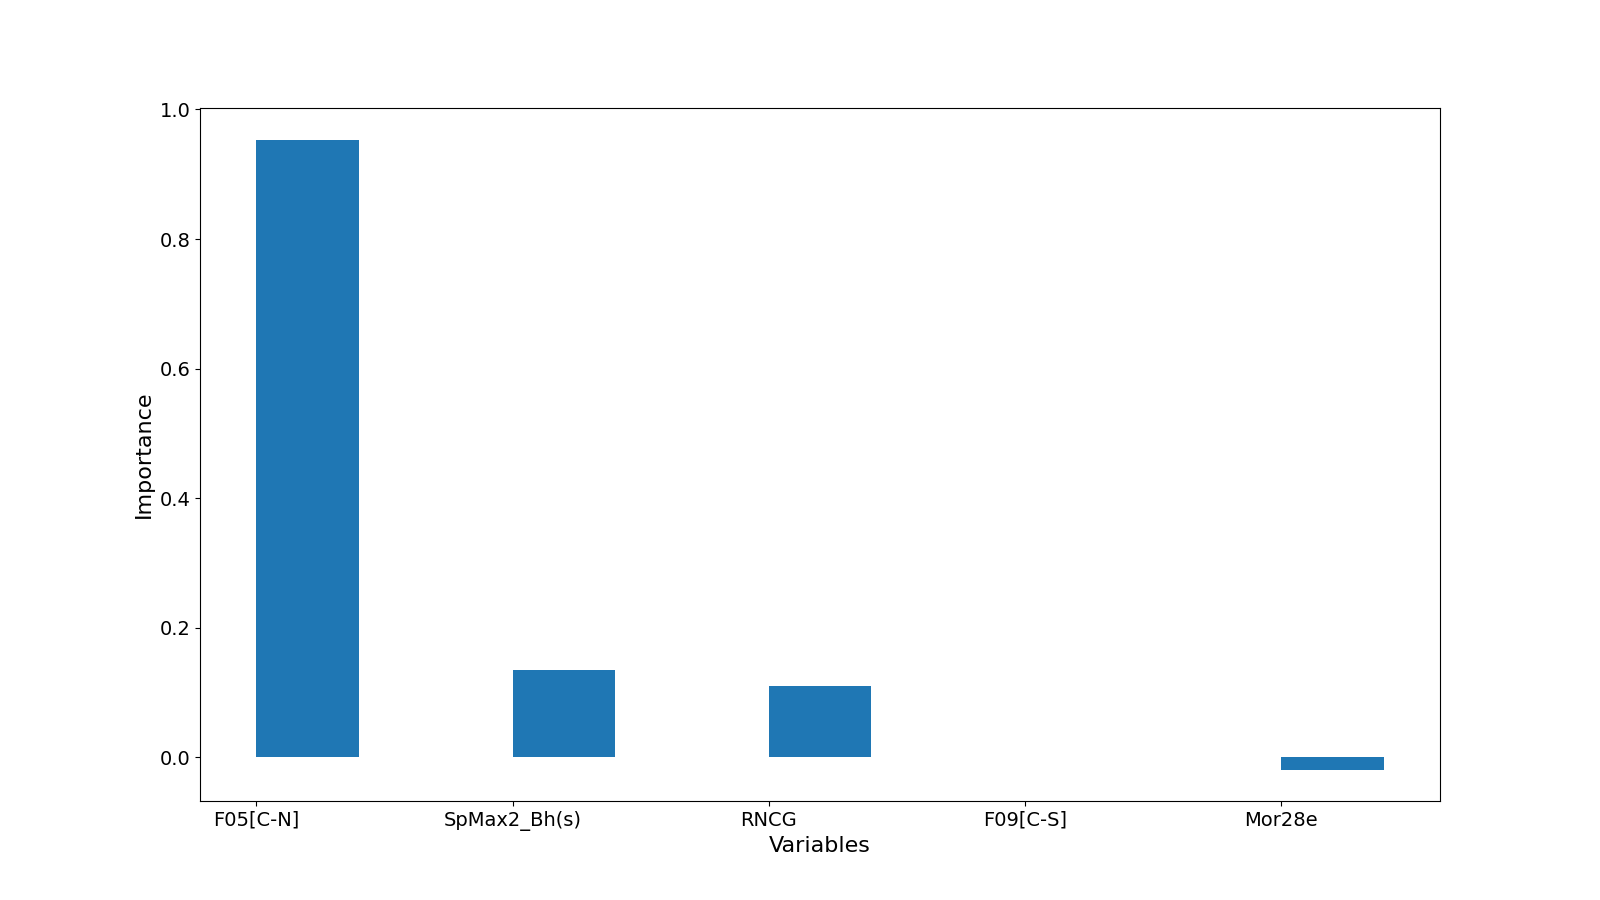 1.0
0.8
0.6
0.4
0.2
0.0
Importance
F05[C-N] SpMax2_Bh(s) RNCG F09[C-S] Mor28e
Variables